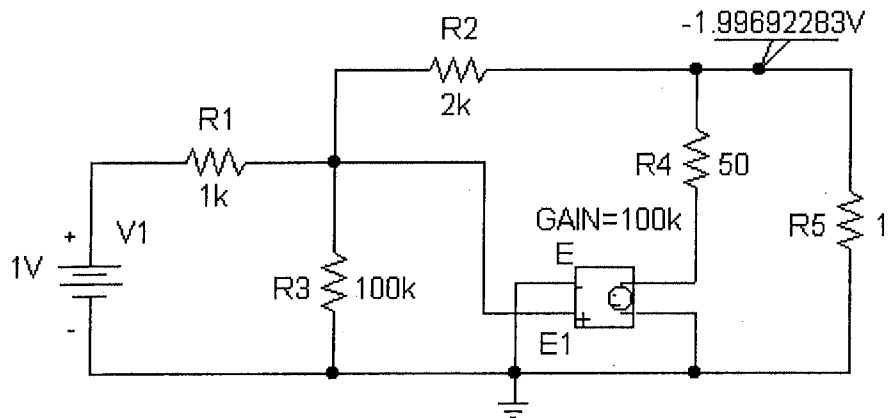 -1.99692283V
R2
2k
R1
1k
R4
50
GAIN=100k
E
+
V1
1V
-
R3
100k
-
+
E1
R5
1